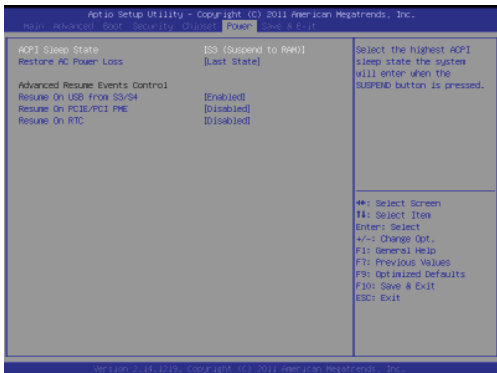 Aptio Setup Utility - Copyright (C) 2011 American Megatrends, Inc.
Main Advanced Boot Security Chipset Power Save & Exit
ACPI Sleep State [S3 (Suspend to RAM)]
Restore AC Power Loss [Last State]
Advanced Resume Events Control
Resume On USB from S3/S4 [Enabled]
Resume On PCIE/PCI PME [Disabled]
Resume On RTC [Disabled]
Select the highest ACPI
sleep state the system
will enter when the
SUSPEND button is pressed.
↔: Select Screen
↑↓: Select Item
Enter: Select
+/-: Change Opt.
F1: General Help
F7: Previous Values
F9: Optimized Defaults
F10: Save & Exit
ESC: Exit
Version 2.14.1219. Copyright (C) 2011 American Megatrends, Inc.